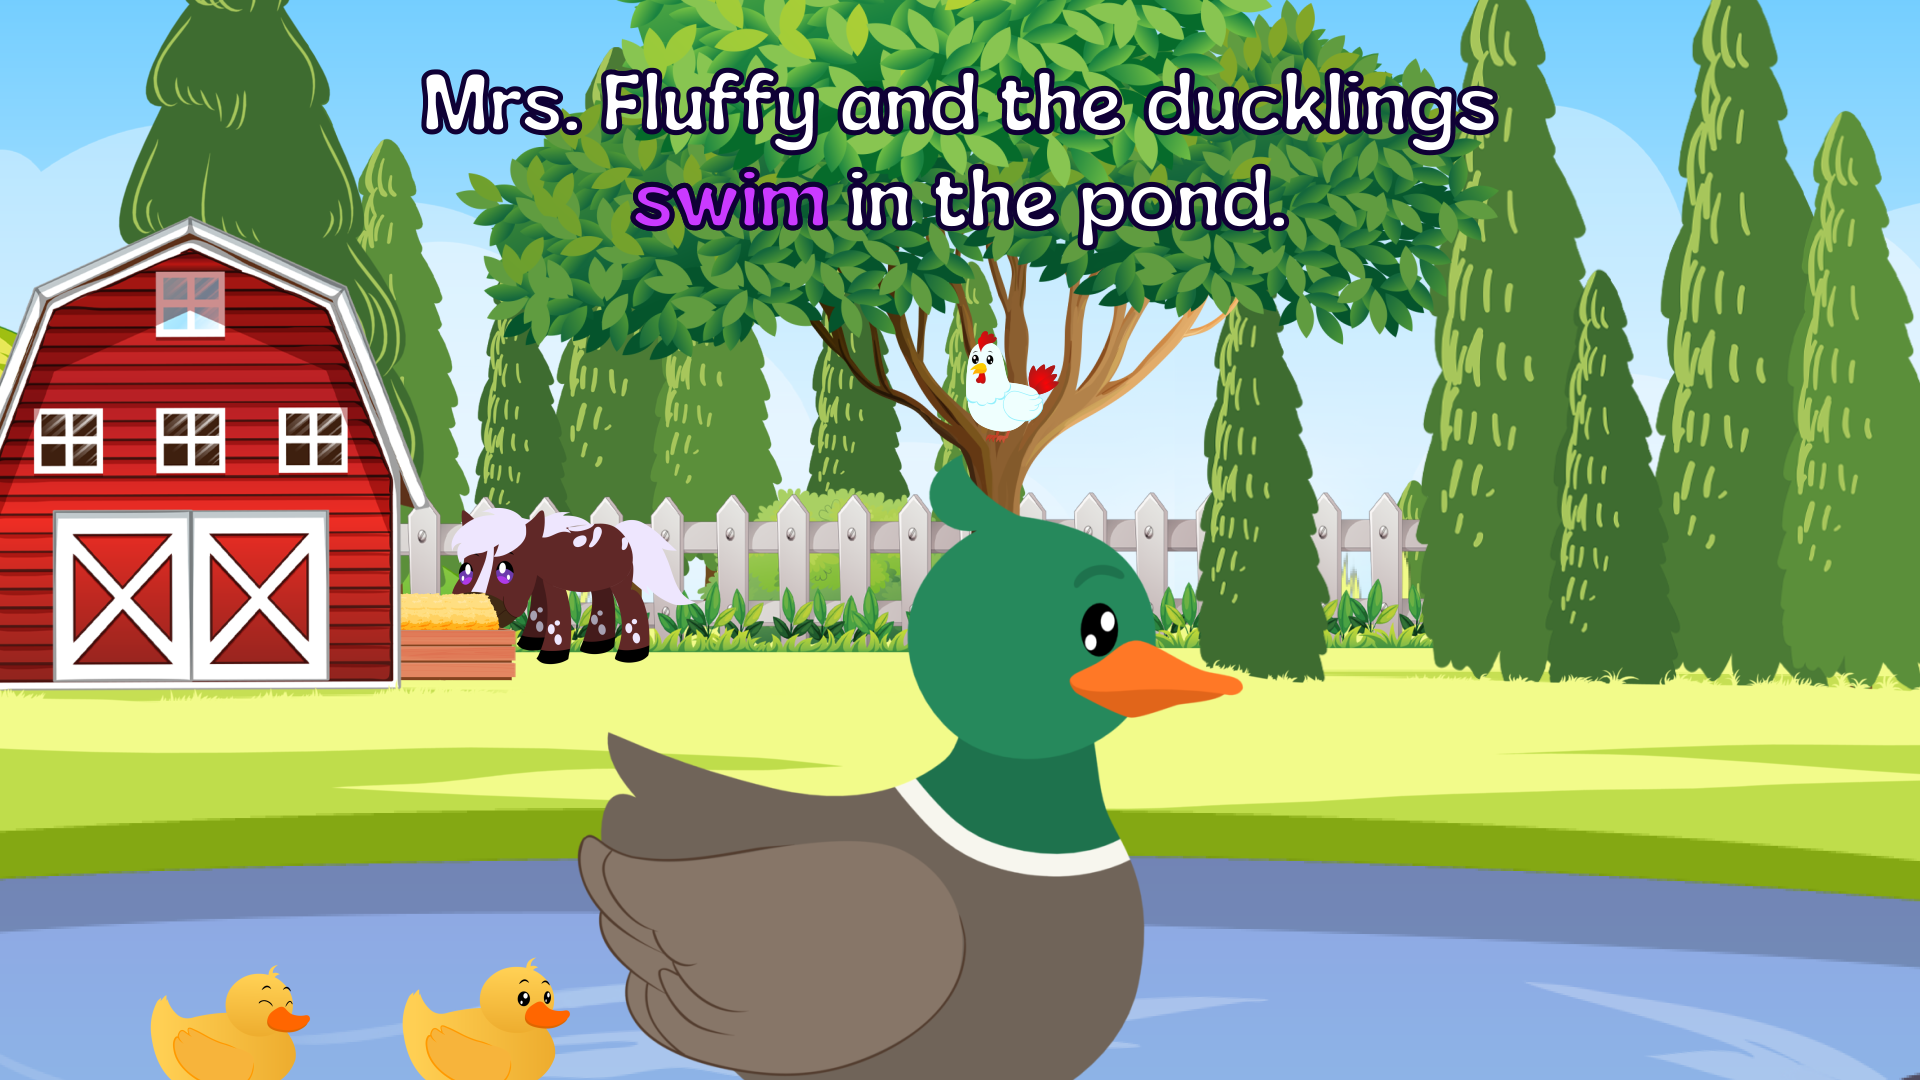 Mrs. Fluffy and the ducklings
swim in the pond.